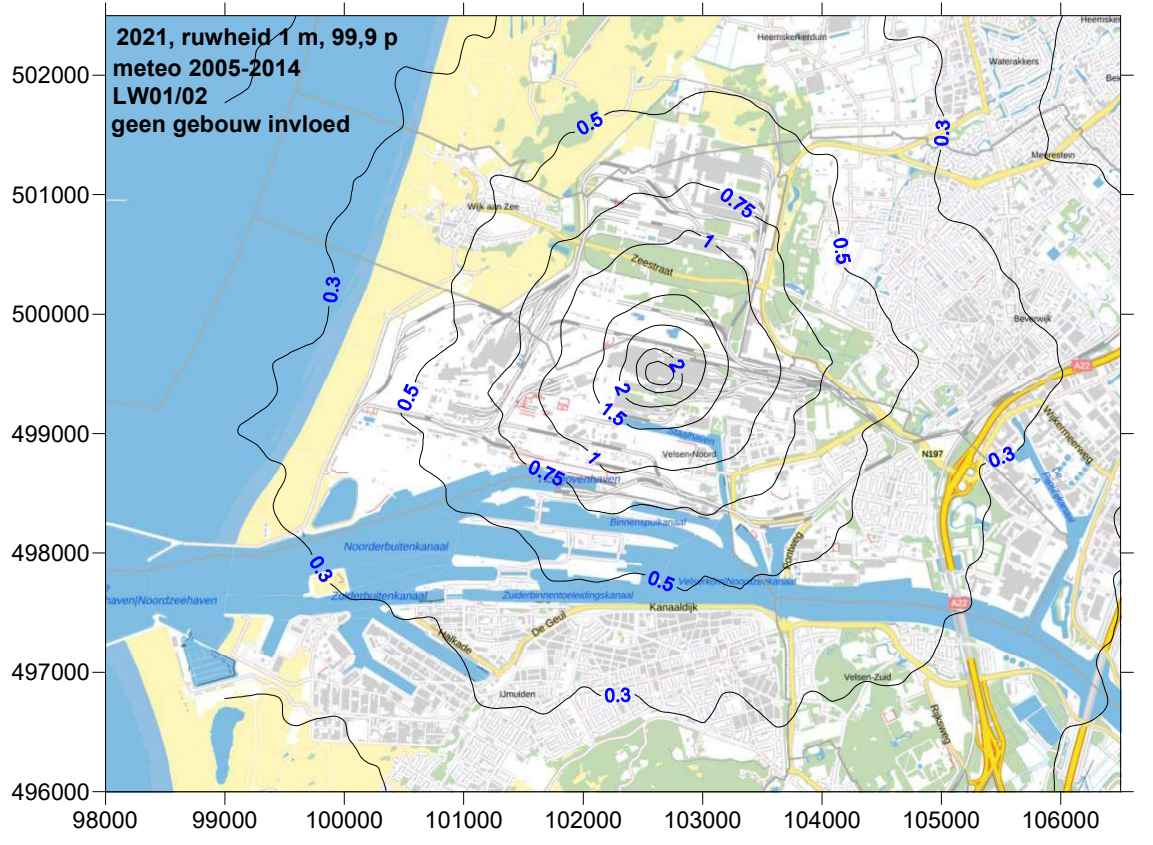 2021, ruwheid 1 m, 99,9 p
meteo 2005-2014
LW01/02
geen gebouw invloed
502000
501000
500000
499000
498000
497000
496000
98000
99000
100000
101000
102000
103000
104000
105000
106000
Heemskerkerduin
Waterakkers
Meerestein
0.5
0.3
Wijk aan Zee
0.75
1
0.5
Zeestraat
0.3
Beverwijk
A22
2
2
0.5
1.5
Wijkermeerweg
Velsen-Noord
N197
0.3
1
0.75
Binnenspuikanaal
Noorderbuitenkanaal
0.3
0.5
Zuiderbuitenkanaal
Zuiderbinnentoeleidingskanaal
haven|Noordzeehaven
Kanaaldijk
A22
De Geul
Halkade
Velsen-Zuid
IJmuiden
0.3
Rijksweg